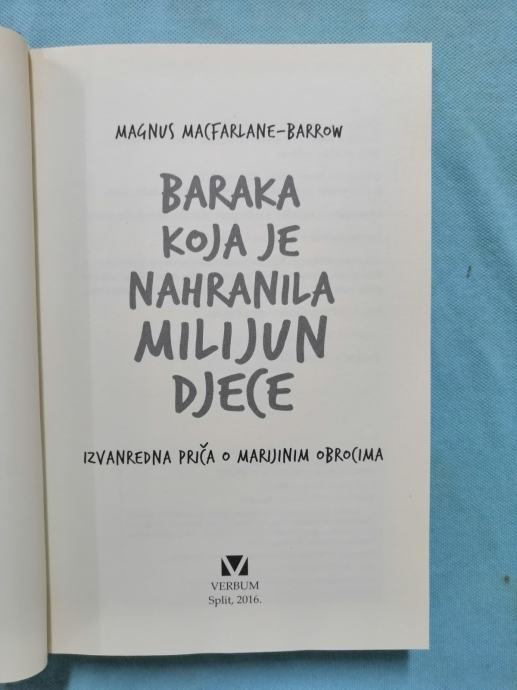 MAGNUS MACFARLANE-BARROW
BARAKA
KOJA JE
NAHRANILA
MILIJUN
DJECE
IZVANREDNA PRIČA O MARIJINIM OBROCIMA
VERBUM
Split, 2016.